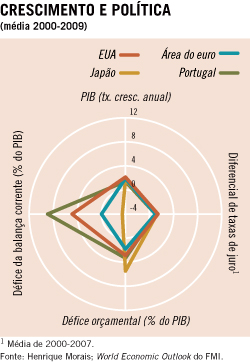 CRESCIMENTO E POLÍTICA
(média 2000-2009)
EUA
Área do euro
Japão
Portugal
PIB (tx. cresc. anual)
12
8
4
0
-4
Défice da balança corrente (% do PIB)
Diferencial de taxas de juro¹
Défice orçamental (% do PIB)
¹ Média de 2000-2007.
Fonte: Henrique Morais; World Economic Outlook do FMI.